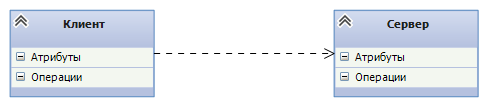 Клиент
Атрибуты
Операции
Сервер
Атрибуты
Операции